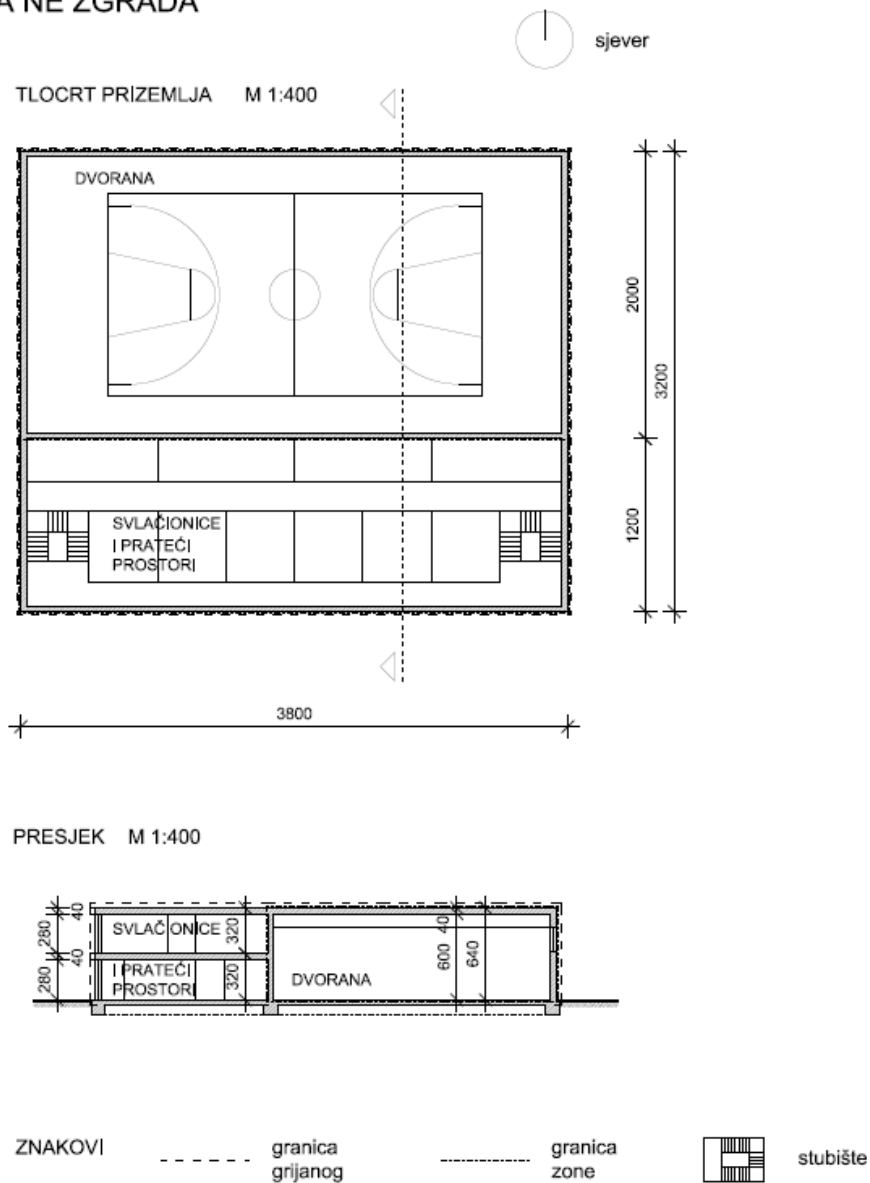 A NE ZGRADA
sjever
TLOCRT PRIZEMLJA M 1:400
DVORANA
2000
3200
1200
SVLAČIONICE
I PRATEĆI
PROSTORI
3800
PRESJEK M 1:400
40
280
40
280
SVLAČIONICE
320
I PRATEĆI
PROSTORI
320
DVORANA
40
600
640
ZNAKOVI
granica
grijanog
granica
zone
stubište